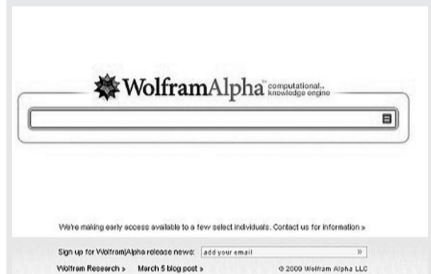 WolframAlpha™ computational..
knowledge engine
We're making early access available to a few select individuals. Contact us for information »
Sign up for Wolfram|Alpha release news: add your email »
Wolfram Research » March 5 blog post » © 2009 Wolfram Alpha LLC